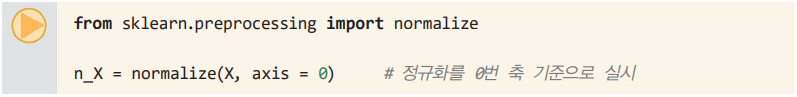 from sklearn.preprocessing import normalize
n_X = normalize(X, axis = 0) # 정규화를 0번 축 기준으로 실시